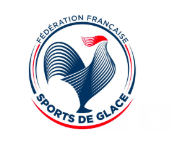 FÉDÉRATION FRANÇAISE
SPORTS DE GLACE